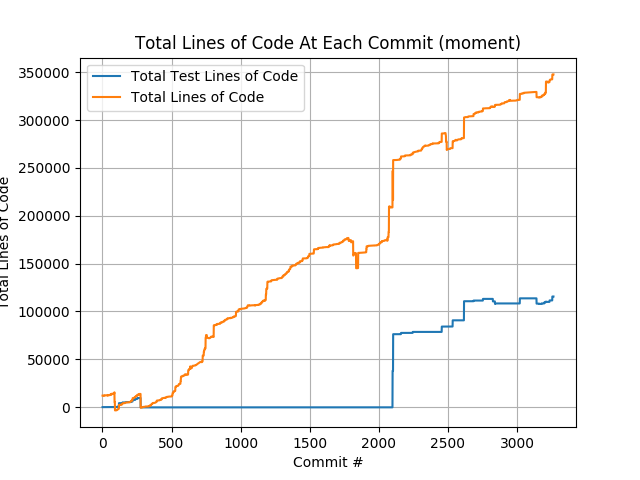 Total Lines of Code At Each Commit (moment)
Total Test Lines of Code
Total Lines of Code
350000
300000
250000
200000
150000
100000
50000
0
Total Lines of Code
0 500 1000 1500 2000 2500 3000
Commit #